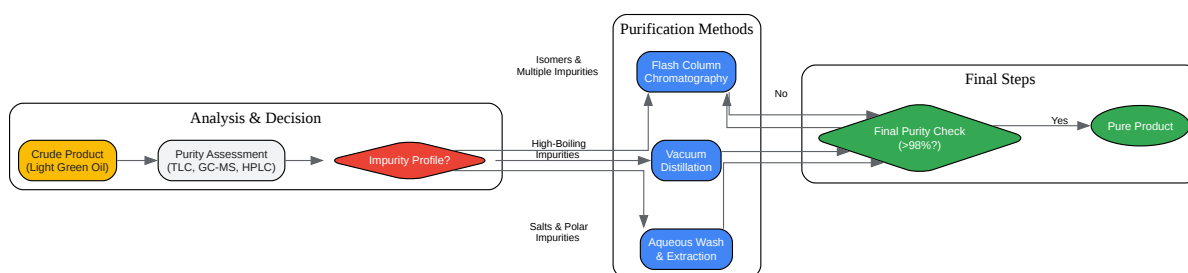 Analysis & Decision
Crude Product
(Light Green Oil)
Purity Assessment
(TLC, GC-MS, HPLC)
Impurity Profile?
Isomers &
Multiple Impurities
High-Boiling
Impurities
Salts & Polar
Impurities
Purification Methods
Flash Column
Chromatography
Vacuum
Distillation
Aqueous Wash
& Extraction
No
Final Steps
Final Purity Check
(>98%?)
Yes
Pure Product